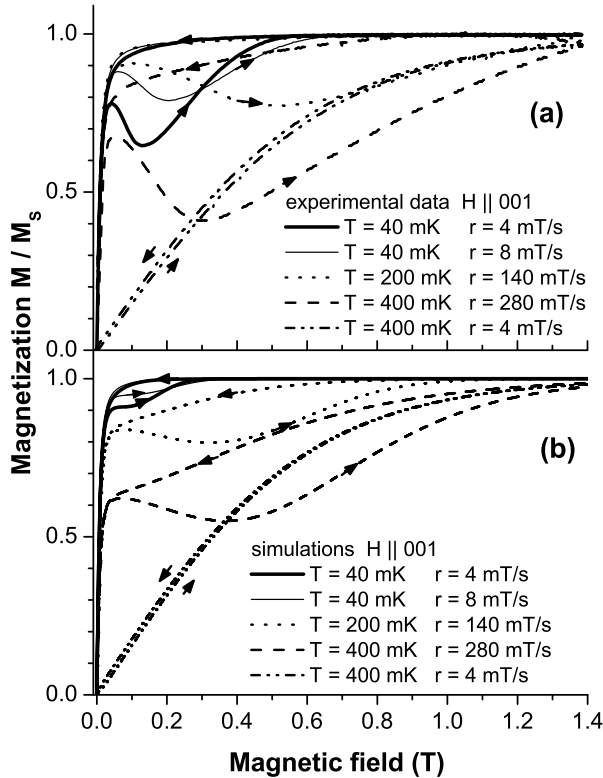 1.0
(a)
0.5
experimental data H || 001
T = 40 mK r = 4 mT/s
T = 40 mK r = 8 mT/s
T = 200 mK r = 140 mT/s
T = 400 mK r = 280 mT/s
T = 400 mK r = 4 mT/s
0.0
Magnetization M / Ms
1.0
(b)
0.5
simulations H || 001
T = 40 mK r = 4 mT/s
T = 40 mK r = 8 mT/s
T = 200 mK r = 140 mT/s
T = 400 mK r = 280 mT/s
T = 400 mK r = 4 mT/s
0.0
0.0 0.2 0.4 0.6 0.8 1.0 1.2 1.4
Magnetic field (T)